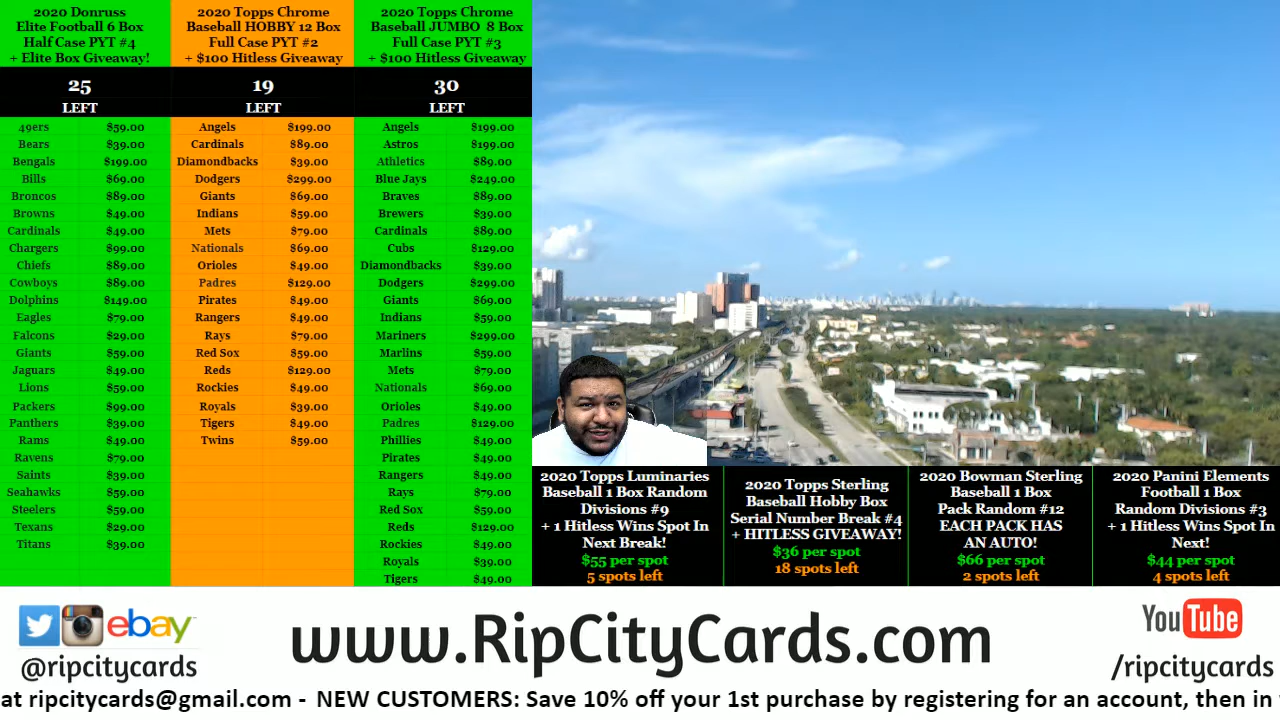 2020 Donruss
Elite Football 6 Box
Half Case PYT #4
+ Elite Box Giveaway!
25
LEFT
49ers $59.00
Bears $39.00
Bengals $199.00
Bills $69.00
Broncos $89.00
Browns $49.00
Cardinals $49.00
Chargers $99.00
Chiefs $89.00
Cowboys $89.00
Dolphins $149.00
Eagles $79.00
Falcons $29.00
Giants $59.00
Jaguars $49.00
Lions $59.00
Packers $99.00
Panthers $39.00
Rams $49.00
Ravens $79.00
Saints $39.00
Seahawks $59.00
Steelers $59.00
Texans $29.00
Titans $39.00
2020 Topps Chrome
Baseball HOBBY 12 Box
Full Case PYT #2
+ $100 Hitless Giveaway
19
LEFT
Angels $199.00
Cardinals $89.00
Diamondbacks $39.00
Dodgers $299.00
Giants $69.00
Indians $59.00
Mets $79.00
Nationals $69.00
Orioles $49.00
Padres $129.00
Pirates $49.00
Rangers $49.00
Rays $79.00
Red Sox $59.00
Reds $129.00
Rockies $49.00
Royals $39.00
Tigers $49.00
Twins $59.00
2020 Topps Chrome
Baseball JUMBO 8 Box
Full Case PYT #3
+ $100 Hitless Giveaway
30
LEFT
Angels $199.00
Astros $199.00
Athletics $89.00
Blue Jays $249.00
Braves $89.00
Brewers $39.00
Cardinals $89.00
Cubs $129.00
Diamondbacks $39.00
Dodgers $299.00
Giants $69.00
Indians $59.00
Mariners $299.00
Marlins $59.00
Mets $79.00
Nationals $69.00
Orioles $49.00
Padres $129.00
Phillies $49.00
Pirates $49.00
Rangers $49.00
Rays $79.00
Red Sox $59.00
Reds $129.00
Rockies $49.00
Royals $39.00
Tigers $49.00
2020 Topps Luminaries
Baseball 1 Box Random
Divisions #9
+ 1 Hitless Wins Spot In
Next Break!
$55 per spot
5 spots left
2020 Topps Sterling
Baseball Hobby Box
Serial Number Break #4
+ HITLESS GIVEAWAY!
$36 per spot
18 spots left
2020 Bowman Sterling
Baseball 1 Box
Pack Random #12
EACH PACK HAS
AN AUTO!
$66 per spot
2 spots left
2020 Panini Elements
Football 1 Box
Random Divisions #3
+ 1 Hitless Wins Spot In
Next!
$44 per spot
4 spots left
ebay
@ripcitycards
www.RipCityCards.com
YouTube
/ripcitycards
at ripcitycards@gmail.com - NEW CUSTOMERS: Save 10% off your 1st purchase by registering for an account, then in